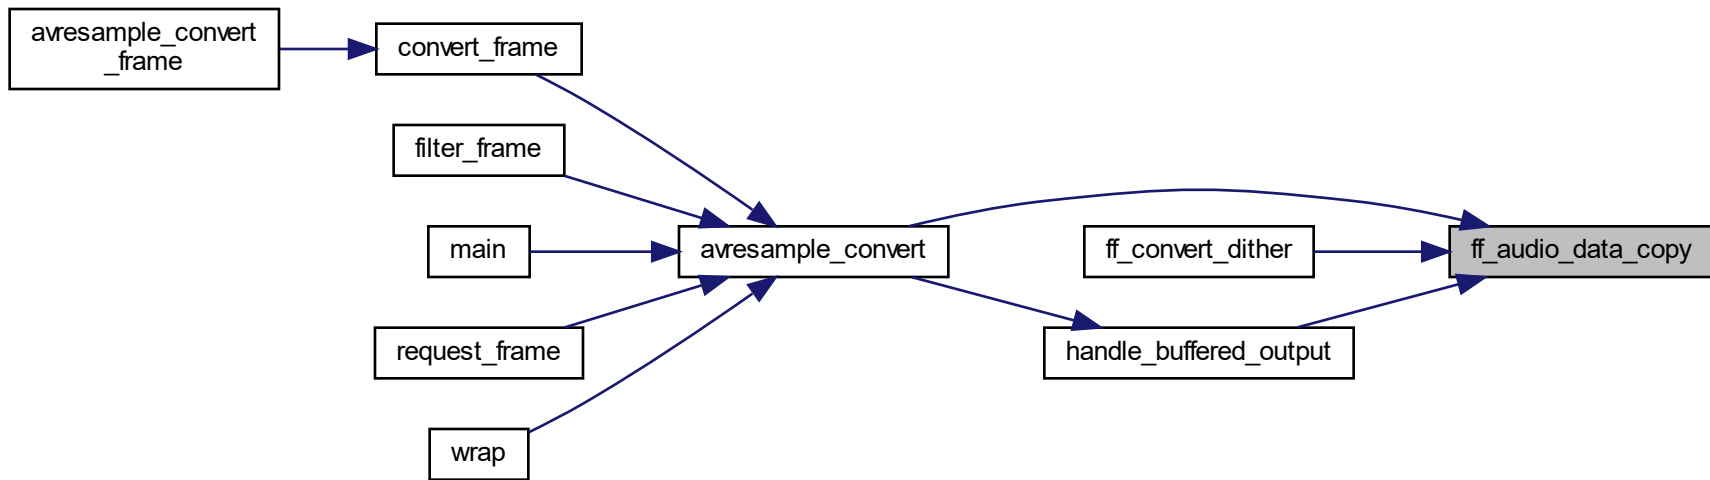 avresample_convert
_frame
convert_frame
filter_frame
main
avresample_convert
ff_convert_dither
ff_audio_data_copy
request_frame
handle_buffered_output
wrap